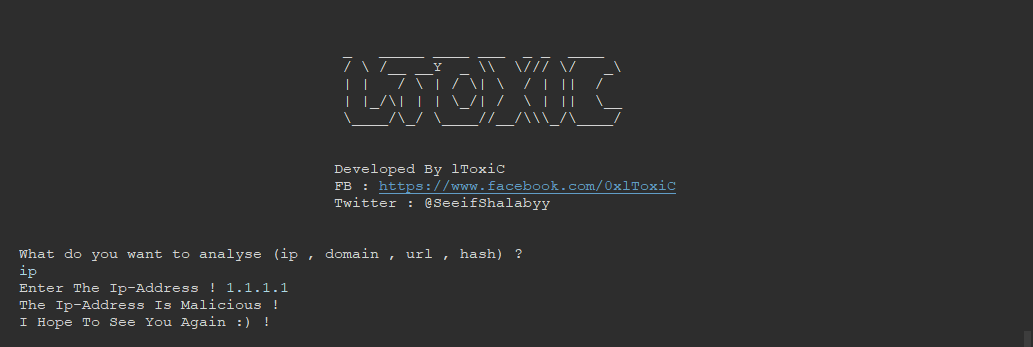 LTOXIC
Developed By lToxiC
FB : https://www.facebook.com/0xlToxiC
Twitter : @SeeifShalabyy
What do you want to analyse (ip , domain , url , hash) ?
ip
Enter The Ip-Address ! 1.1.1.1
The Ip-Address Is Malicious !
I Hope To See You Again :) !